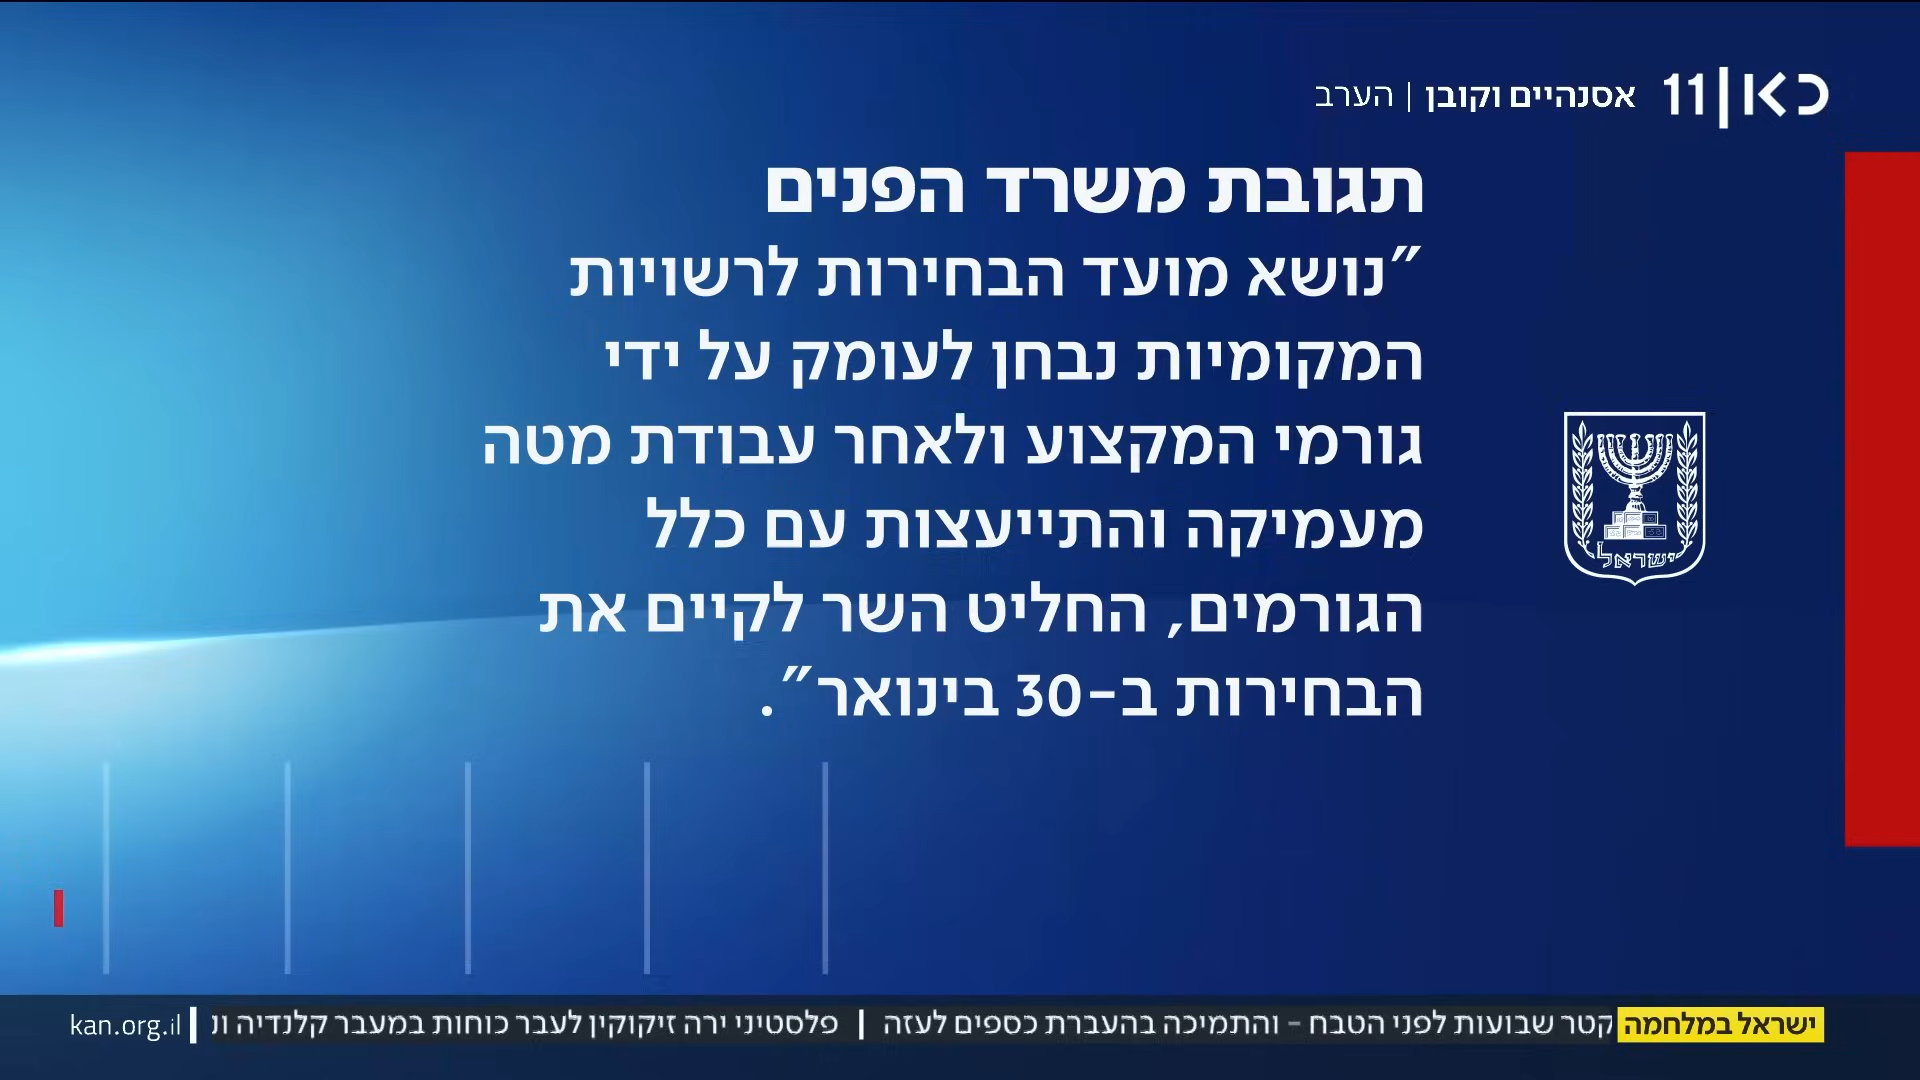 כאן|11 אסנהיים וקובן | הערב
תגובת משרד הפנים
"נושא מועד הבחירות לרשויות
המקומיות נבחן לעומק על ידי
גורמי המקצוע ולאחר עבודת מטה
מעמיקה והתייעצות עם כלל
הגורמים, החליט השר לקיים את
הבחירות ב-30 בינואר".
ישראל
ישראל במלחמה קטר שבועות לפני הטבח - והתמיכה בהעברת כספים לעזה | פלסטיני ירה זיקוקין לעבר כוחות במעבר קלנדיה | kan.org.il